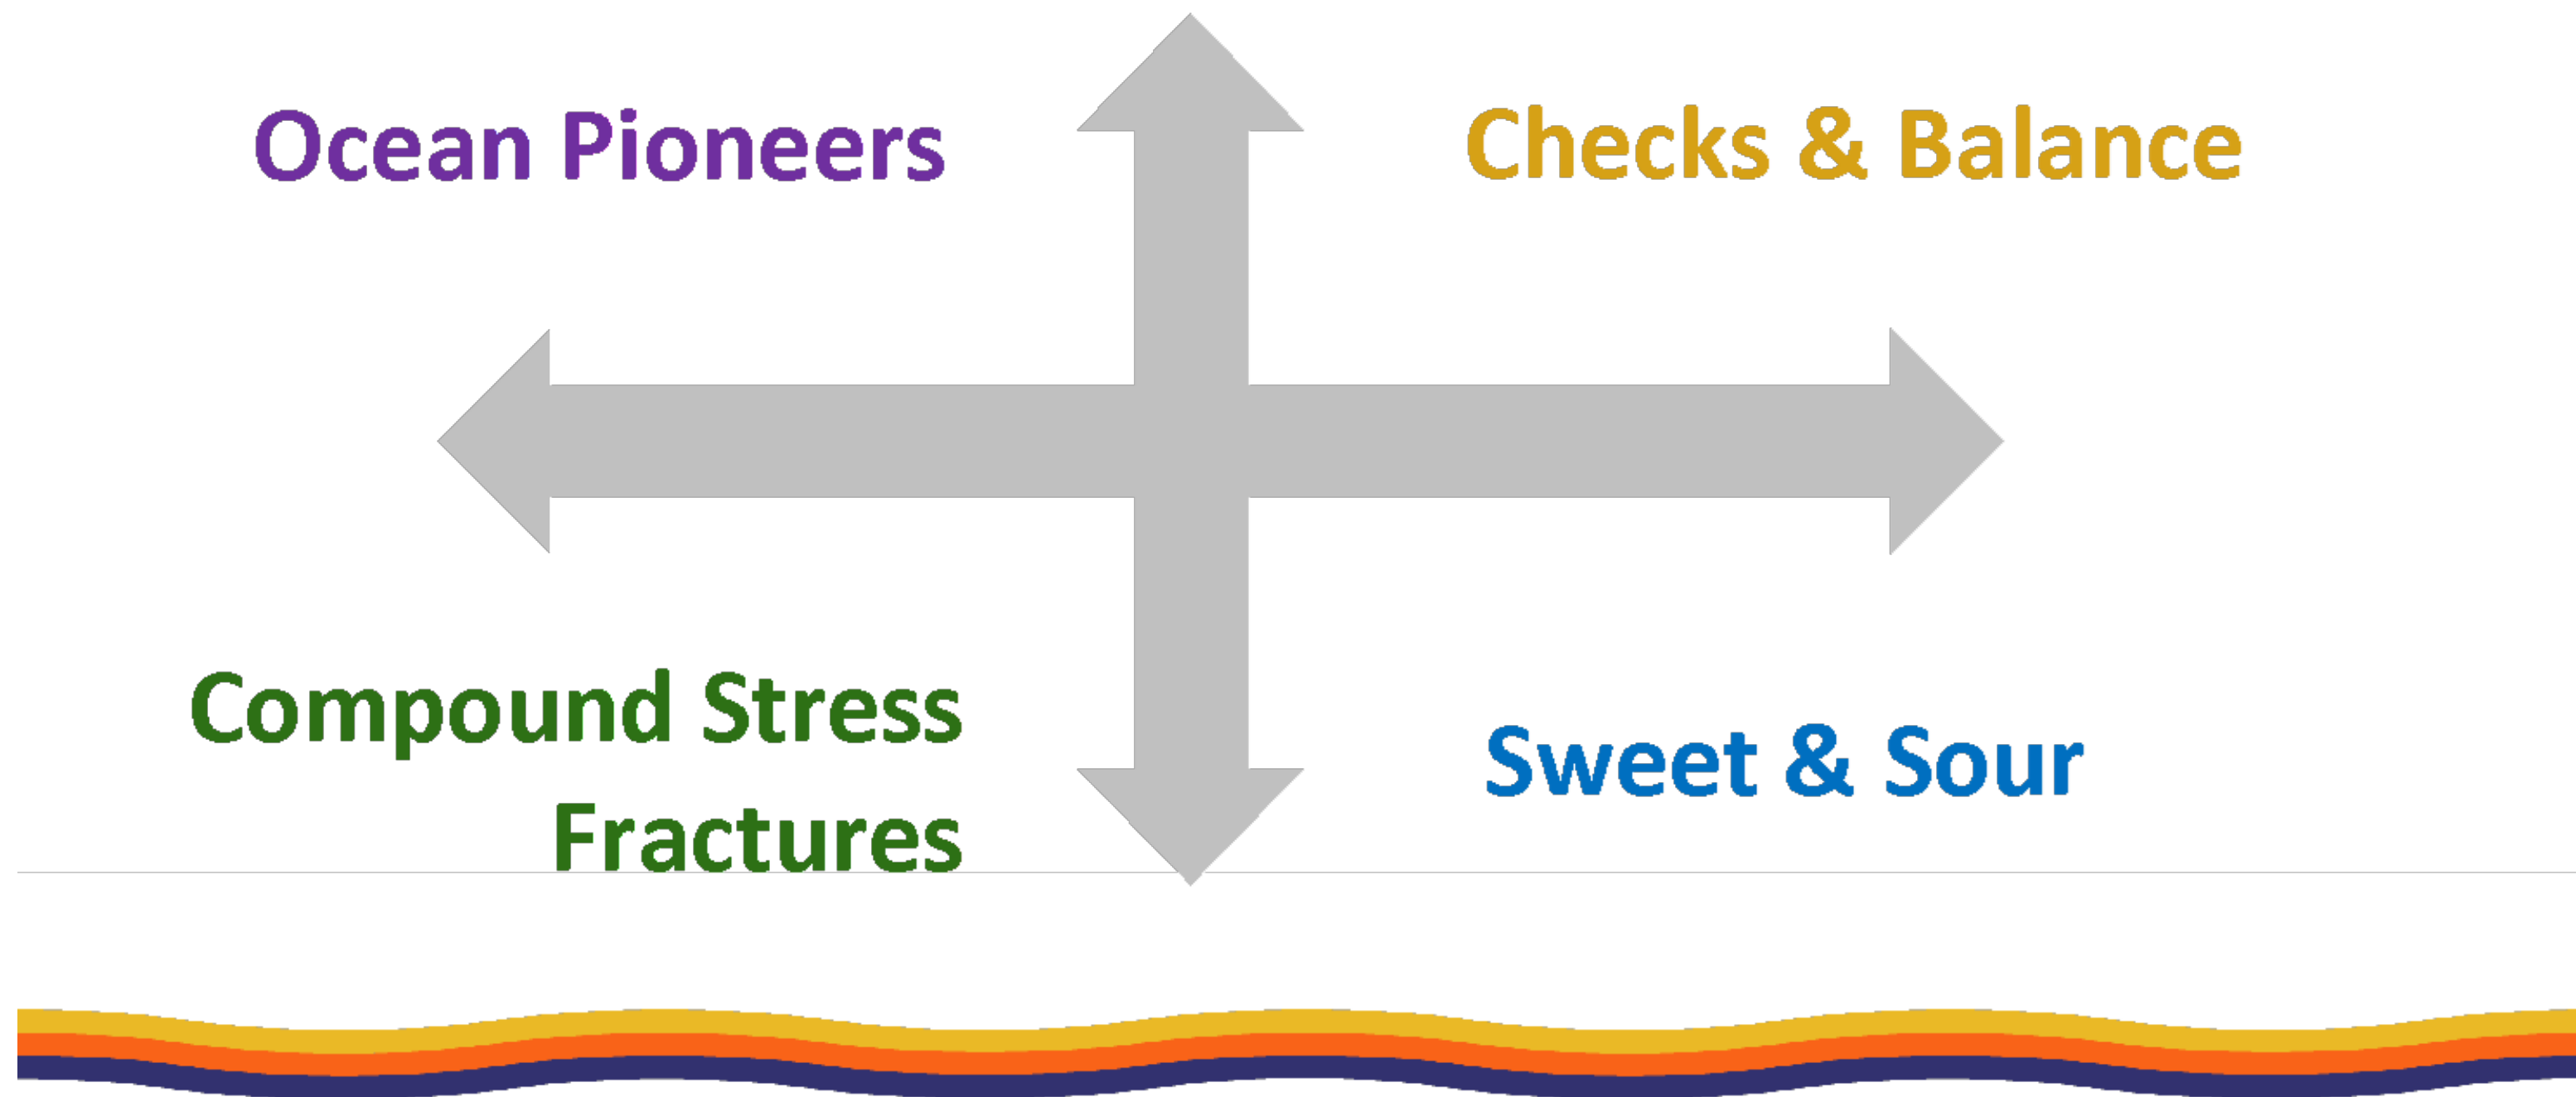 Ocean Pioneers
Checks & Balance
Compound Stress
Fractures
Sweet & Sour